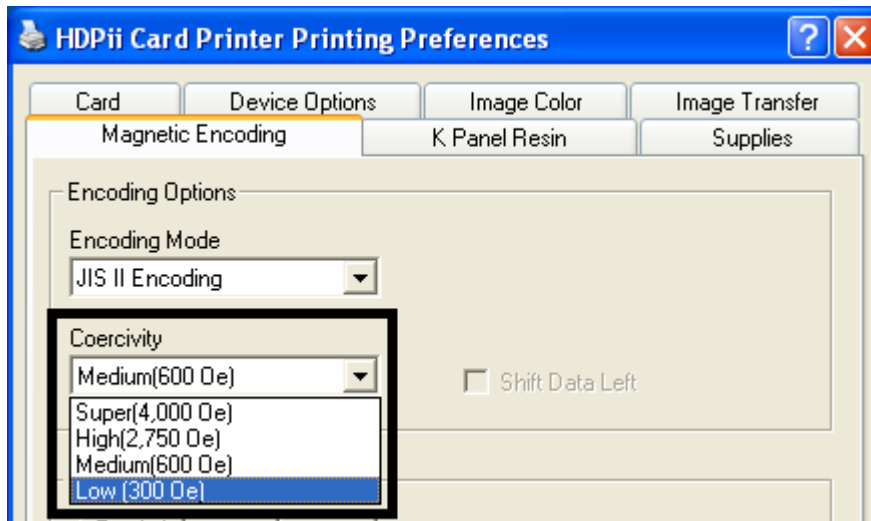 HDPii Card Printer Printing Preferences
Card Device Options Image Color Image Transfer
Magnetic Encoding K Panel Resin Supplies
Encoding Options
Encoding Mode
JIS II Encoding
Coercivity
Medium(600 Oe)
Shift Data Left
Super(4,000 Oe)
High(2,750 Oe)
Medium(600 Oe)
Low (300 Oe)